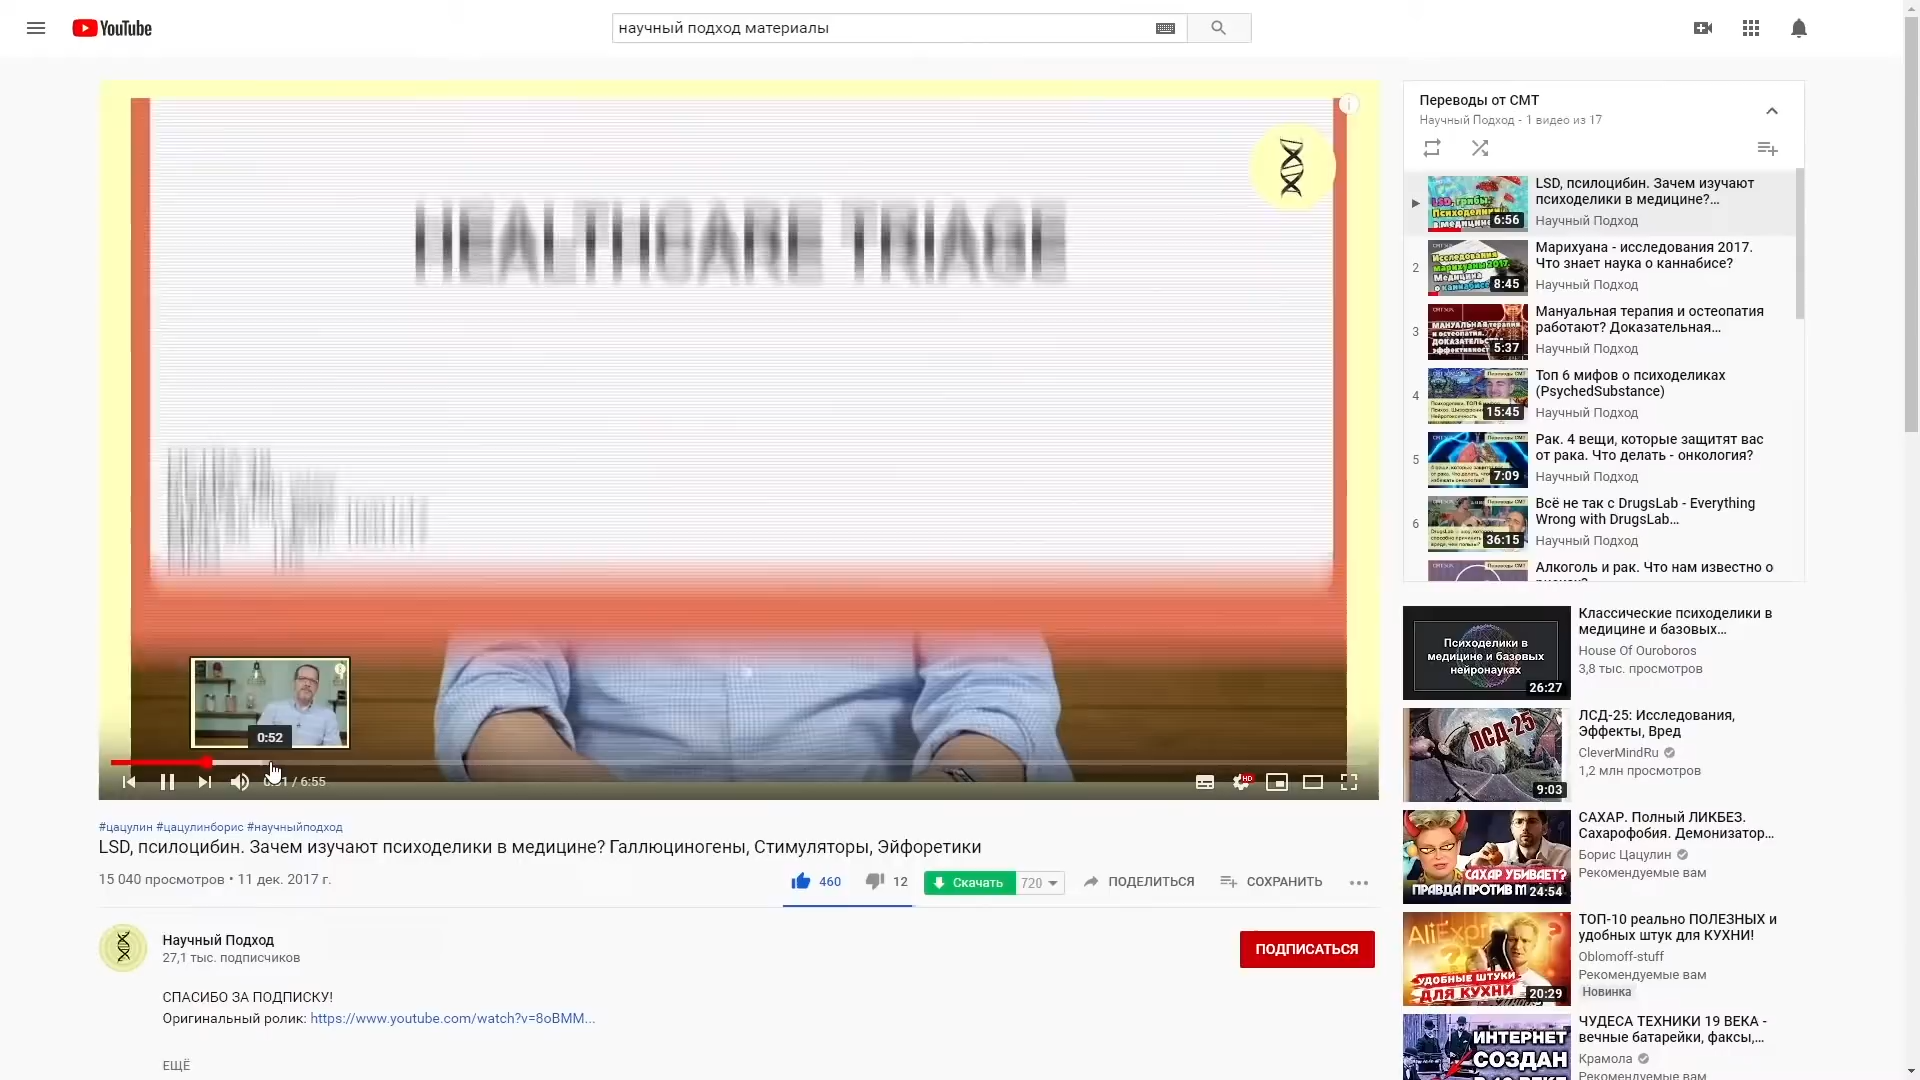 YouTube
научный подход материалы
HEALTHCARE TRIAGE
0:52
/ 6:55
HD
#цацулин #цацулинборис #научныйподход
LSD, псилоцибин. Зачем изучают психоделики в медицине? Галлюциногены, Стимуляторы, Эйфоретики
15 040 просмотров • 11 дек. 2017 г.
460
12
Скачать
720
ПОДЕЛИТЬСЯ
СОХРАНИТЬ
Научный Подход
27,1 тыс. подписчиков
ПОДПИСАТЬСЯ
СПАСИБО ЗА ПОДПИСКУ!
Оригинальный ролик: https://www.youtube.com/watch?v=8oBMM...
ЕЩЁ
Переводы от СМТ
Научный Подход - 1 видео из 17
6:56
LSD, псилоцибин. Зачем изучают
психоделики в медицине?...
Научный Подход
2
8:45
Марихуана - исследования 2017.
Что знает наука о каннабисе?
Научный Подход
3
5:37
Мануальная терапия и остеопатия
работают? Доказательная...
Научный Подход
4
15:45
Топ 6 мифов о психоделиках
(PsychedSubstance)
Научный Подход
5
7:09
Рак. 4 вещи, которые защитят вас
от рака. Что делать - онкология?
Научный Подход
6
36:15
Всё не так с DrugsLab - Everything
Wrong with DrugsLab...
Научный Подход
Алкоголь и рак. Что нам известно о
Психоделики в
медицине и базовых
нейронауках
26:27
Классические психоделики в
медицине и базовых...
House Of Ouroboros
3,8 тыс. просмотров
ЛСД-25
9:03
ЛСД-25: Исследования,
Эффекты, Вред
CleverMindRu
1,2 млн просмотров
САХАР УБИВАЕТ?
ПРАВДА ПРОТИВ
24:54
САХАР. Полный ЛИКБЕЗ.
Сахарофобия. Демонизатор...
Борис Цацулин
Рекомендуемые вам
УДОБНЫЕ ШТУКИ
ДЛЯ КУХНИ
20:29
ТОП-10 реально ПОЛЕЗНЫХ и
удобных штук для КУХНИ!
Oblomoff-stuff
Рекомендуемые вам
Новинка
ИНТЕРНЕТ
СОЗДАН
ЧУДЕСА ТЕХНИКИ 19 ВЕКА -
вечные батарейки, факсы,...
Крамола
Рекомендуемые вам